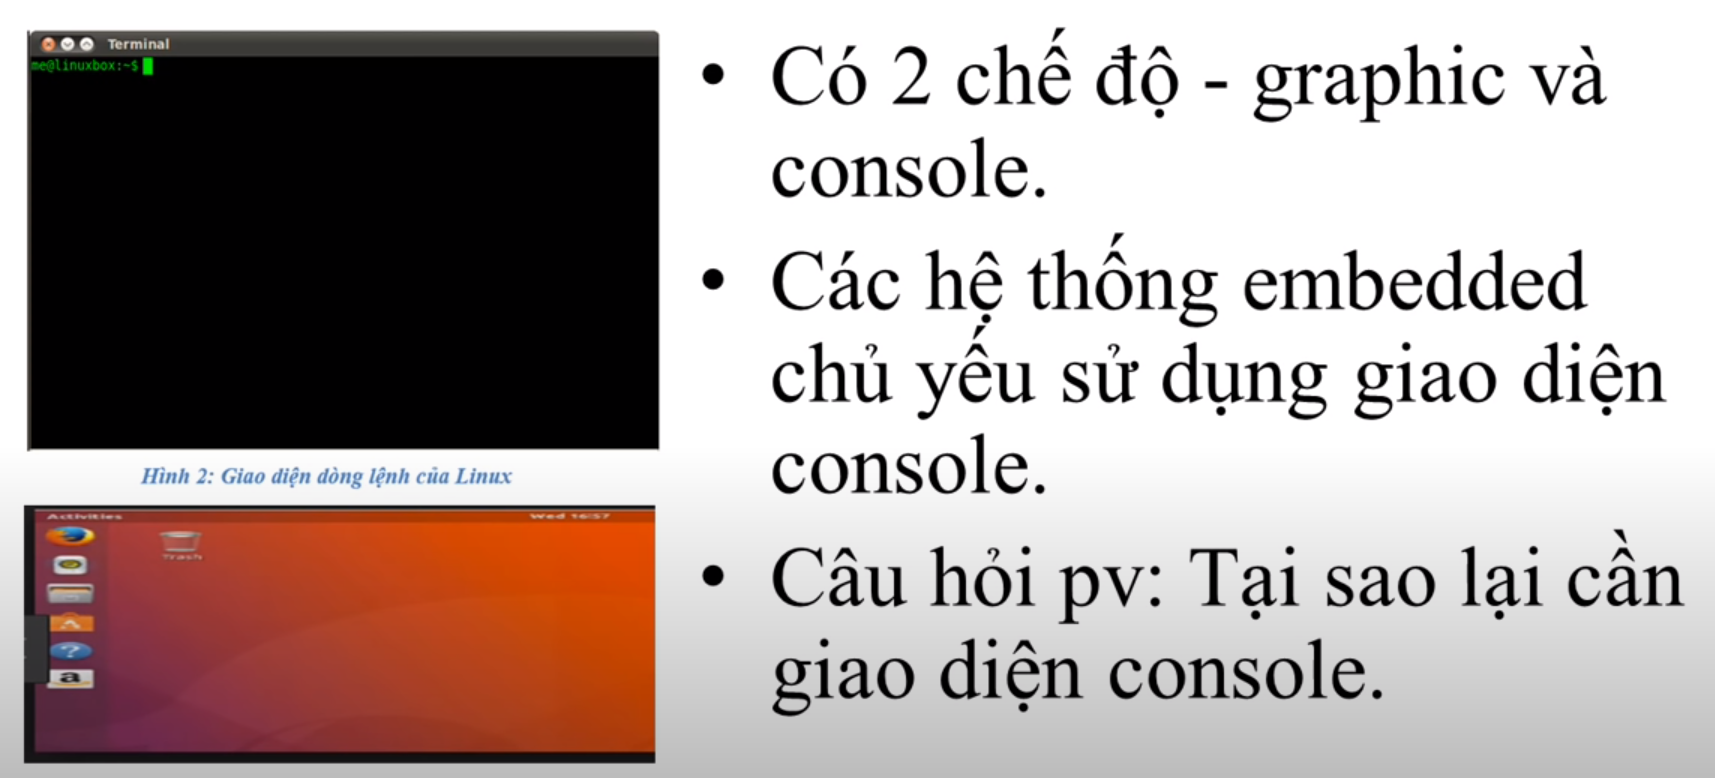 Terminal
me@linuxbox:~$
Hình 2: Giao diện dòng lệnh của Linux
Activities
Wed 16:57
Trash
• Có 2 chế độ - graphic và
console.
• Các hệ thống embedded
chủ yếu sử dụng giao diện
console.
• Câu hỏi pv: Tại sao lại cần
giao diện console.